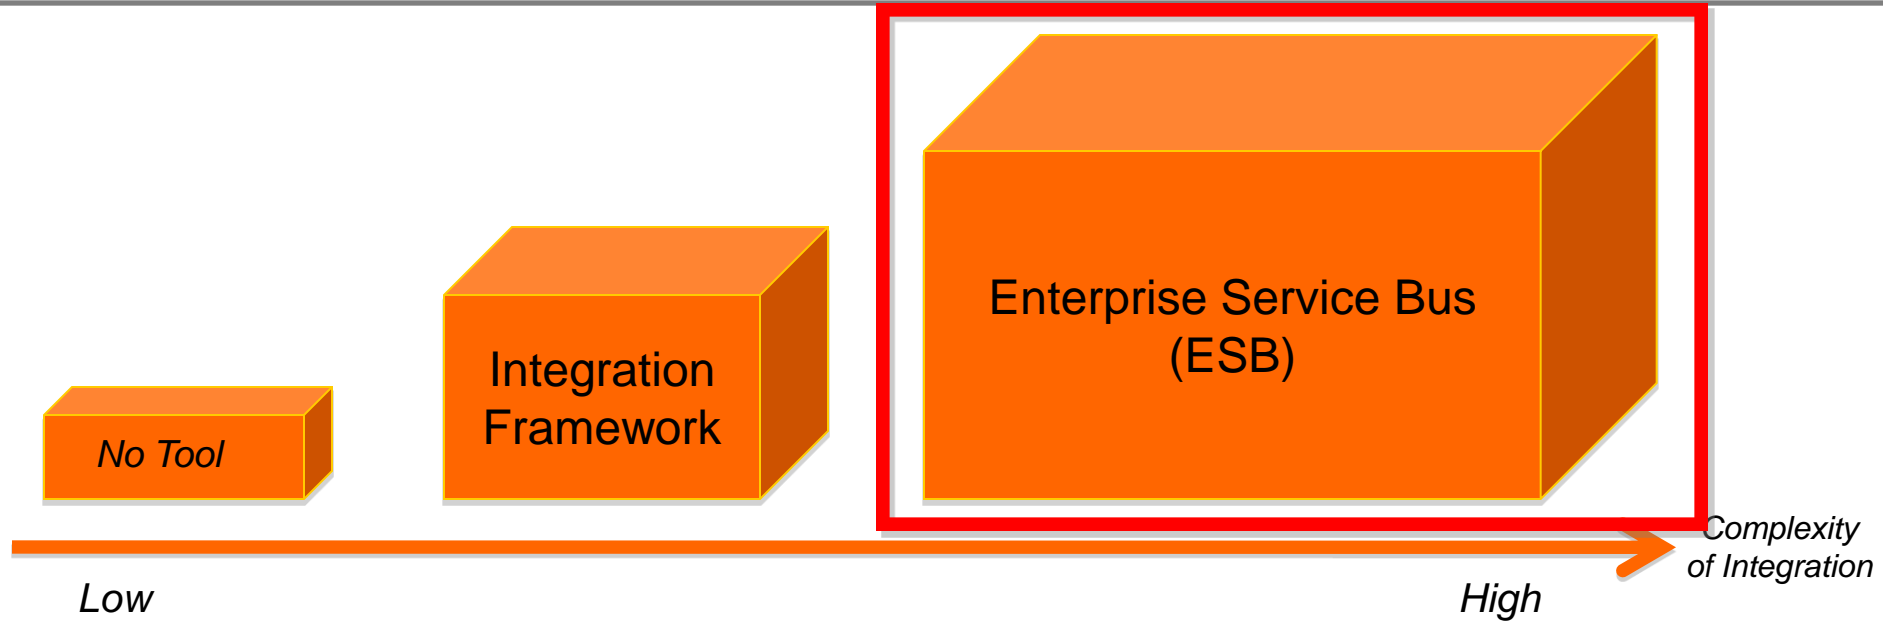 Enterprise Service Bus
(ESB)
Integration
Framework
No Tool
Complexity
of Integration
Low
High